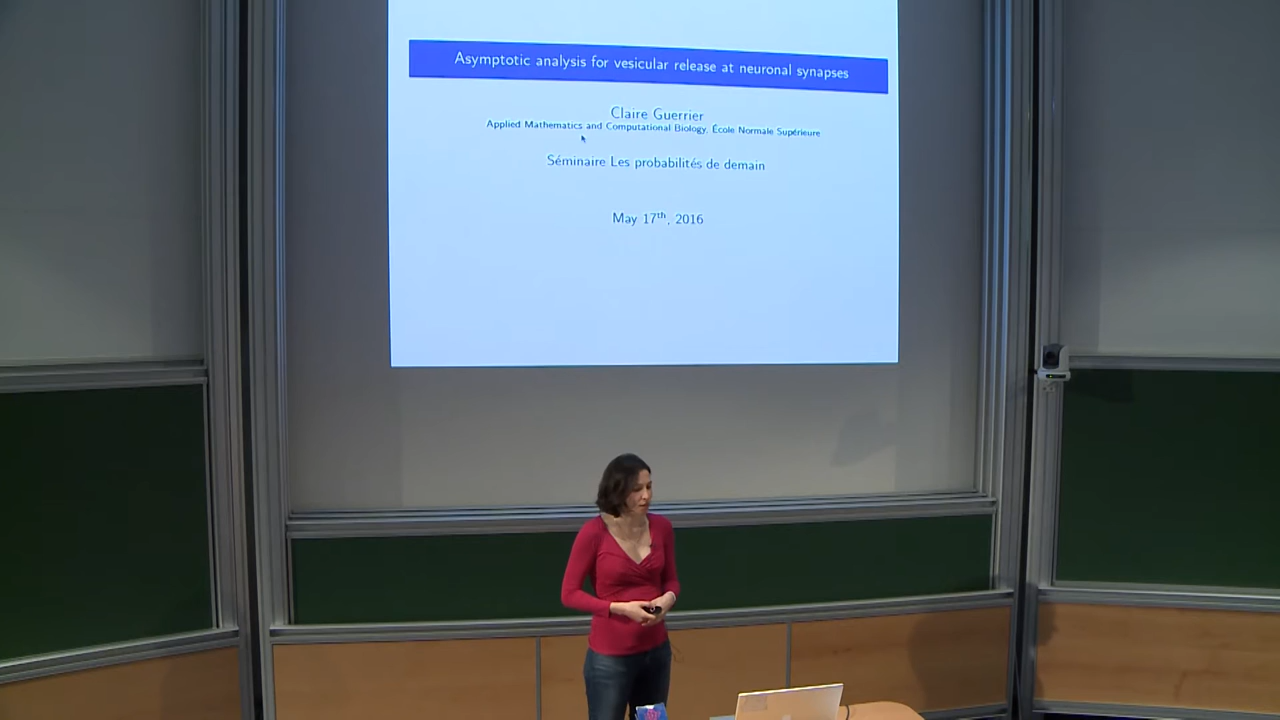 Asymptotic analysis for vesicular release at neuronal synapses
Claire Guerrier
Applied Mathematics and Computational Biology, École Normale Supérieure
Séminaire Les probabilités de demain
May 17th, 2016